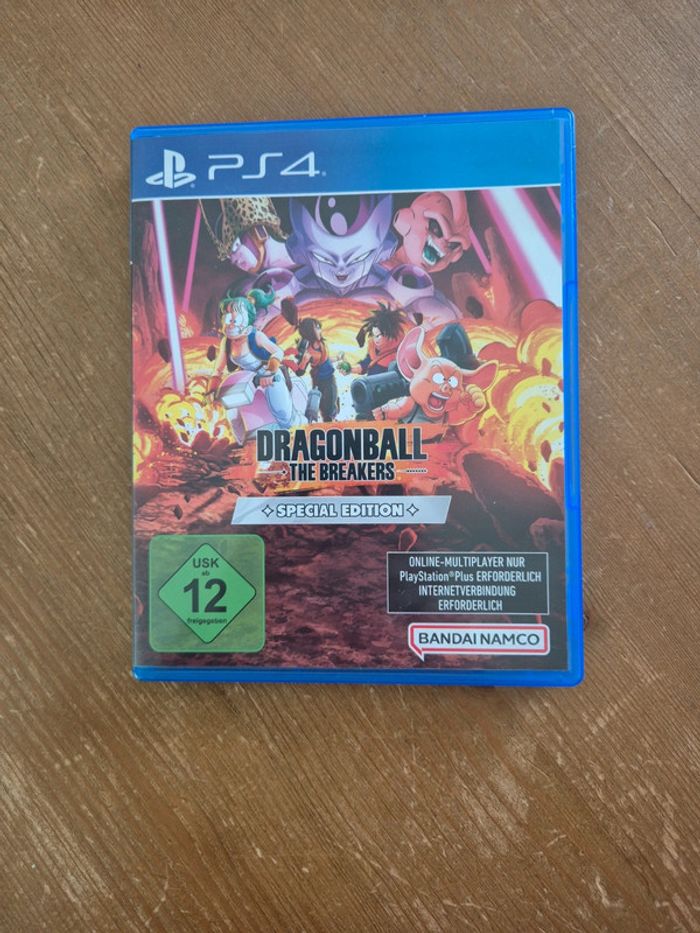 PS4
DRAGONBALL
THE BREAKERS
SPECIAL EDITION
USK
ab
12
freigegeben
ONLINE-MULTIPLAYER NUR
PlayStation®Plus ERFORDERLICH
INTERNETVERBINDUNG
ERFORDERLICH
BANDAI NAMCO